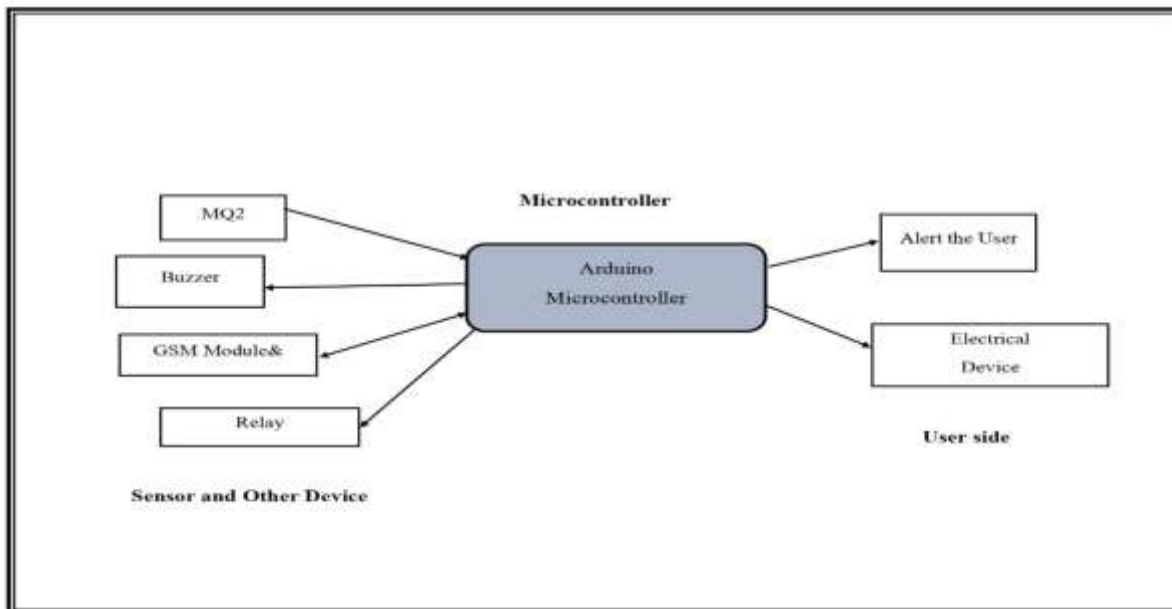 Microcontroller
MQ2
Buzzer
GSM Module&
Relay
Sensor and Other Device
Arduino
Microcontroller
Alert the User
Electrical
Device
User side